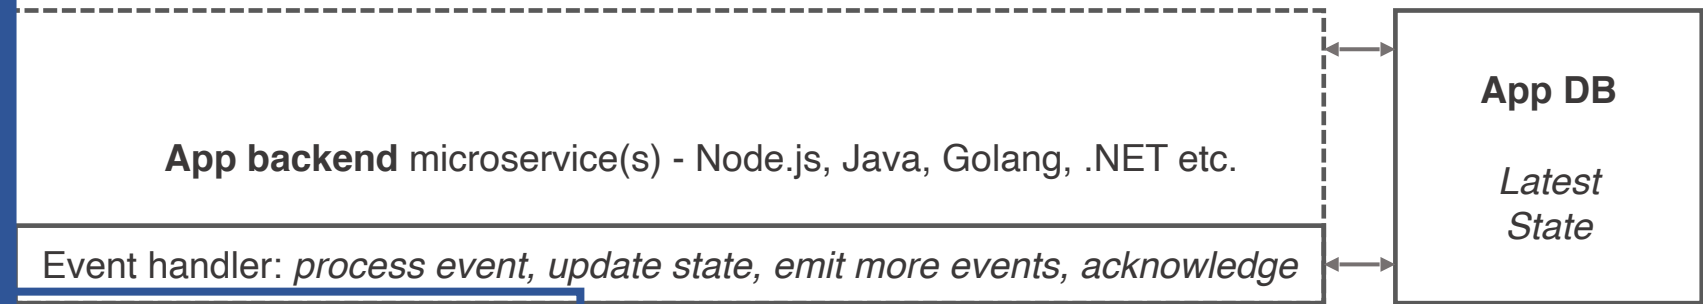 App DB
App backend microservice(s) - Node.js, Java, Golang, .NET etc.
Latest
State
Event handler: process event, update state, emit more events, acknowledge